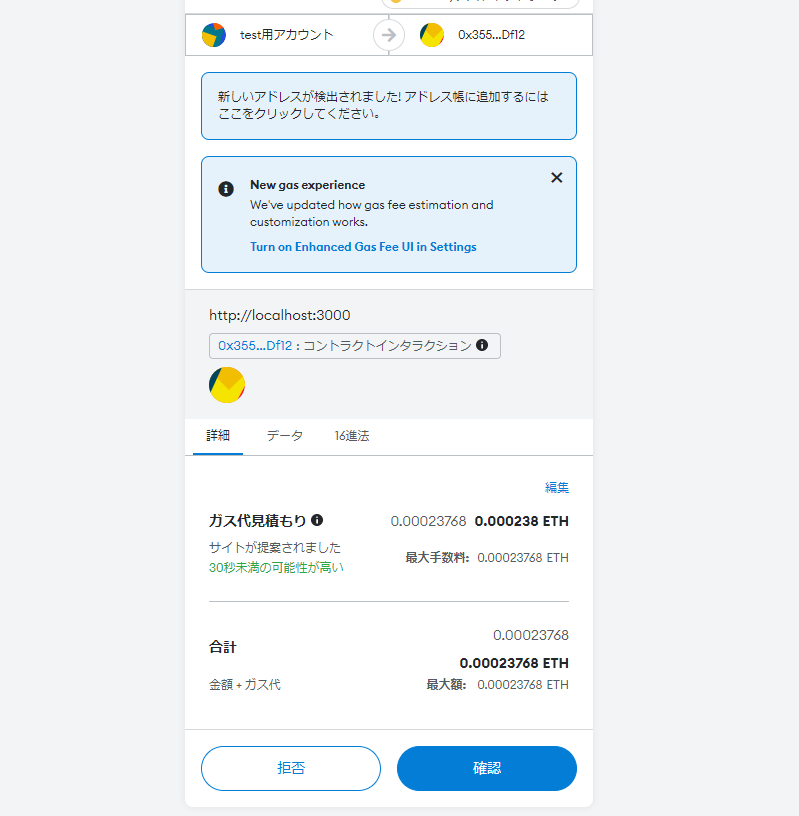 test用アカウント
0x355...Df12
新しいアドレスが検出されました! アドレス帳に追加するには
ここをクリックしてください。
New gas experience
We've updated how gas fee estimation and
customization works.
Turn on Enhanced Gas Fee UI in Settings
http://localhost:3000
0x355...Df12 : コントラクトインタラクション
詳細 データ 16進法
編集
ガス代見積もり 0.00023768 0.000238 ETH
サイトが提案されました
30秒未満の可能性が高い
最大手数料: 0.00023768 ETH
0.00023768
合計
0.00023768 ETH
金額 + ガス代 最大額: 0.00023768 ETH
拒否 確認